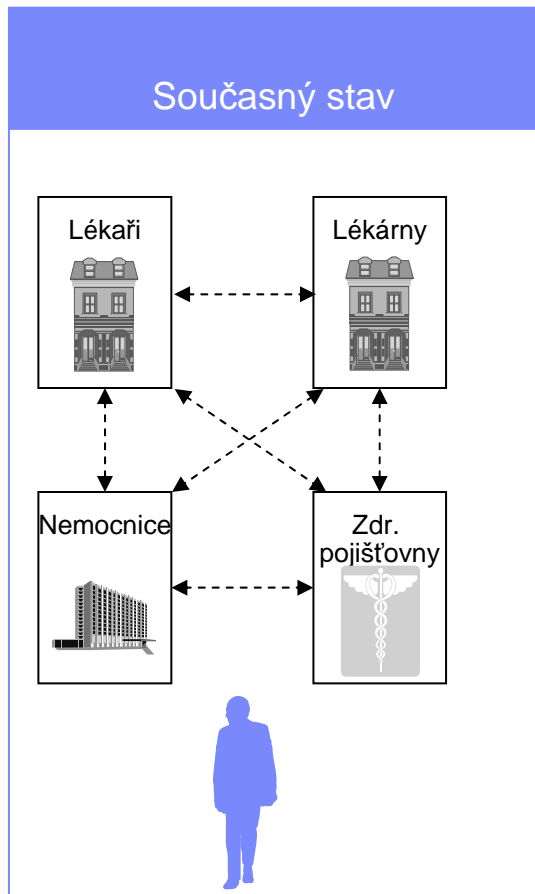 Současný stav
Lékaři
Lékárny
Nemocnice
Zdr.
pojišťovny